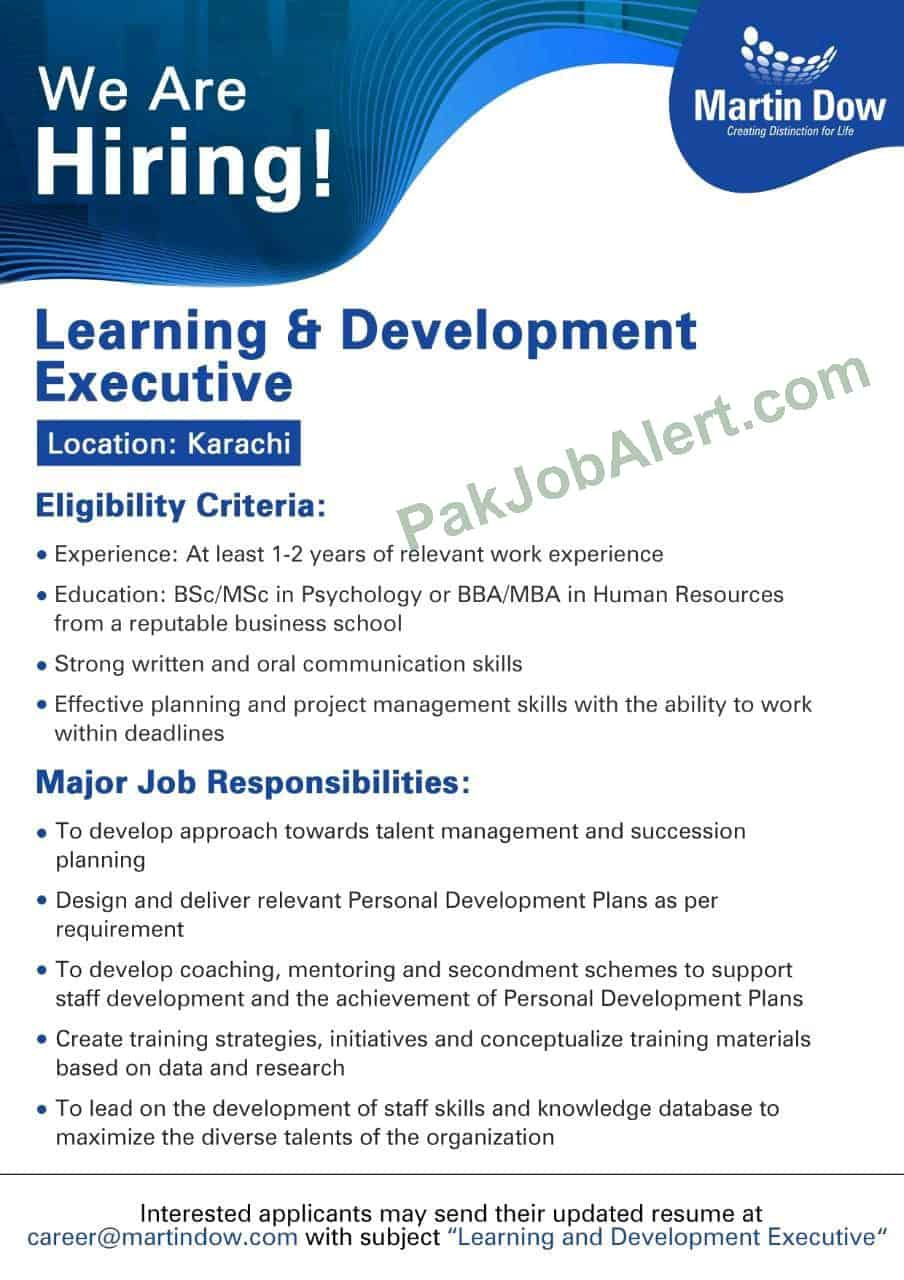 We Are
Hiring!
Martin Dow
Creating Distinction for Life
Learning & Development
Executive
Location: Karachi
PakJobAlert.com
Eligibility Criteria:
• Experience: At least 1-2 years of relevant work experience
• Education: BSc/MSc in Psychology or BBA/MBA in Human Resources
from a reputable business school
• Strong written and oral communication skills
• Effective planning and project management skills with the ability to work
within deadlines
Major Job Responsibilities:
• To develop approach towards talent management and succession
planning
• Design and deliver relevant Personal Development Plans as per
requirement
• To develop coaching, mentoring and secondment schemes to support
staff development and the achievement of Personal Development Plans
• Create training strategies, initiatives and conceptualize training materials
based on data and research
• To lead on the development of staff skills and knowledge database to
maximize the diverse talents of the organization
Interested applicants may send their updated resume at
career@martindow.com with subject “Learning and Development Executive“